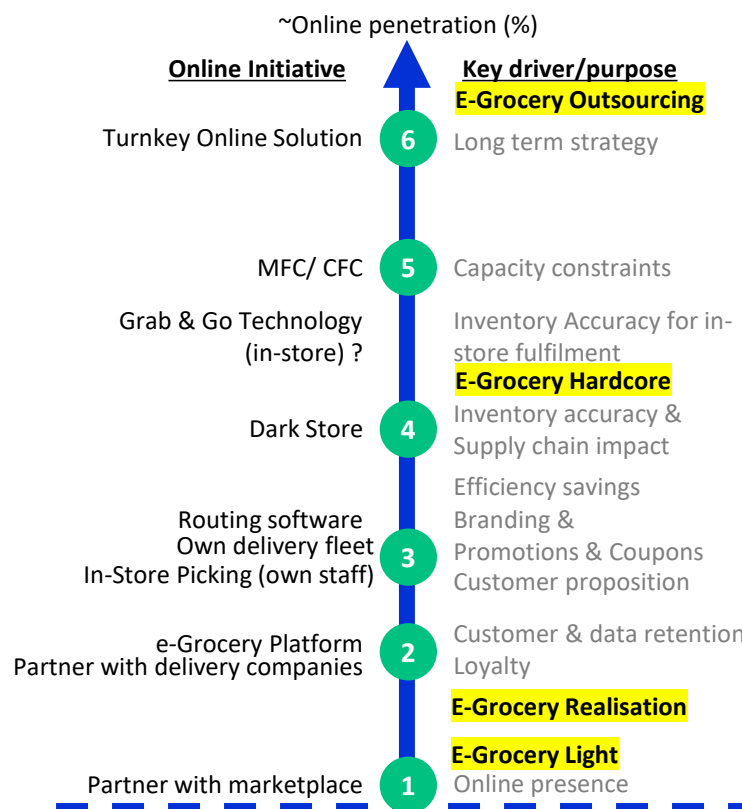 ~Online penetration (%)
Online Initiative
Key driver/purpose
E-Grocery Outsourcing
Turnkey Online Solution
6
Long term strategy
MFC/ CFC
5
Capacity constraints
Grab & Go Technology
(in-store) ?
Inventory Accuracy for in-
store fulfilment
E-Grocery Hardcore
Dark Store
4
Inventory accuracy &
Supply chain impact
Routing software
Own delivery fleet
In-Store Picking (own staff)
3
Efficiency savings
Branding &
Promotions & Coupons
Customer proposition
e-Grocery Platform
Partner with delivery companies
2
Customer & data retention
Loyalty
E-Grocery Realisation
E-Grocery Light
Partner with marketplace
1
Online presence